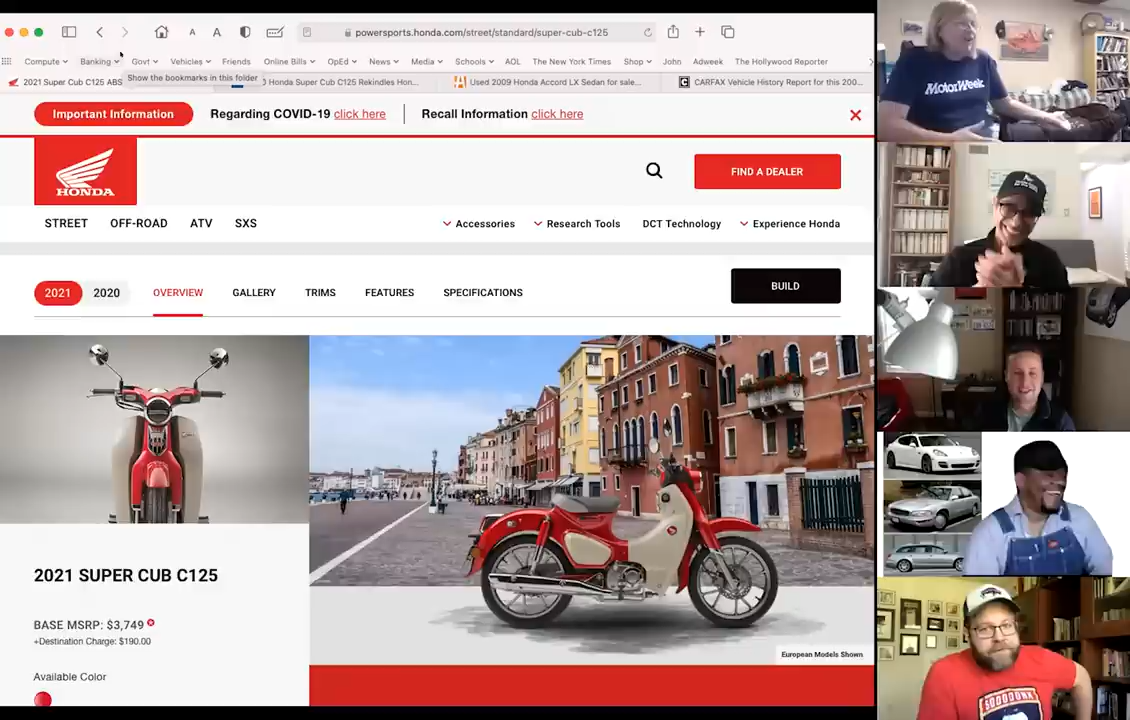 powersports.honda.com/street/standard/super-cub-c125
Compute Banking Govt Vehicles Friends Online Bills OpEd News Media Schools AOL The New York Times Shop John Adweek The Hollywood Reporter
2021 Super Cub C125 ABS
Honda Super Cub C125 Rekindles Hon...
Used 2009 Honda Accord LX Sedan for sale...
CARFAX Vehicle History Report for this 200...
Show the bookmarks in this folder
Important Information
Regarding COVID-19 click here
Recall Information click here
HONDA
FIND A DEALER
STREET OFF-ROAD ATV SXS
Accessories Research Tools DCT Technology Experience Honda
2021 2020 OVERVIEW GALLERY TRIMS FEATURES SPECIFICATIONS
BUILD
2021 SUPER CUB C125
BASE MSRP: $3,749
+Destination Charge: $190.00
Available Color
European Models Shown
MotorWeek